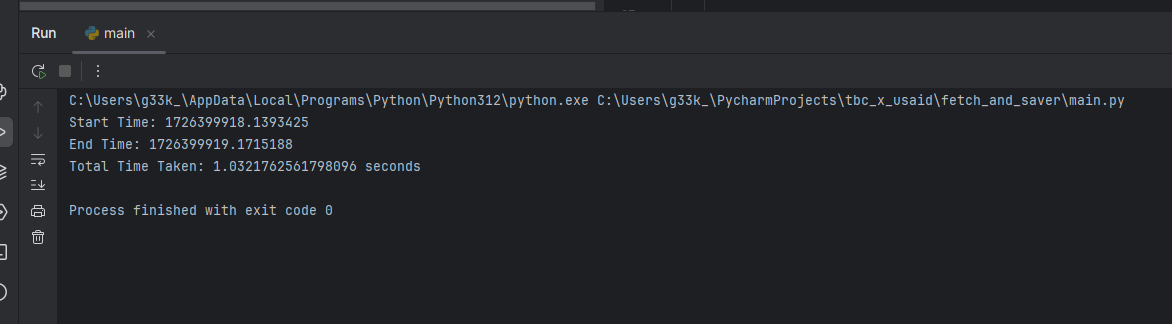 Run main
C:\Users\g33k_\AppData\Local\Programs\Python\Python312\python.exe C:\Users\g33k_\PycharmProjects\tbc_x_usaid\fetch_and_saver\main.py
Start Time: 1726399918.1393425
End Time: 1726399919.1715188
Total Time Taken: 1.0321762561798096 seconds
Process finished with exit code 0